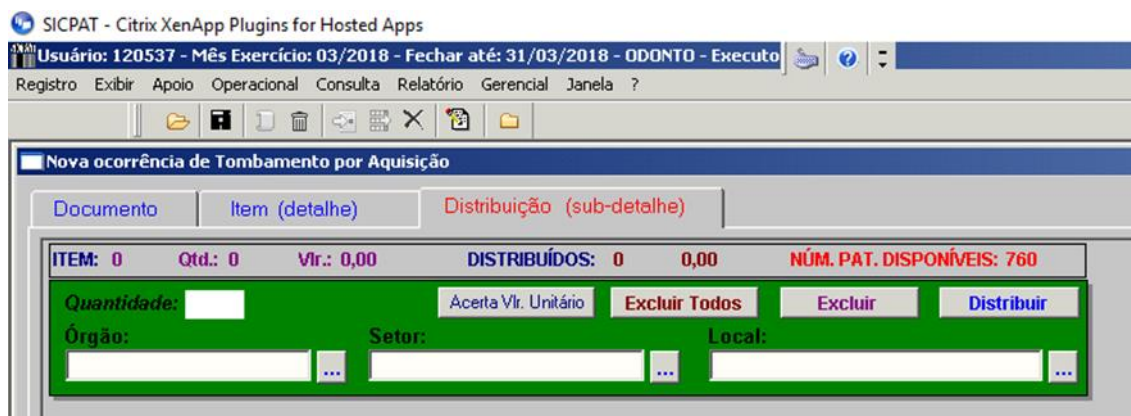 SICPAT - Citrix XenApp Plugins for Hosted Apps
Usuário: 120537 - Mês Exercício: 03/2018 - Fechar até: 31/03/2018 - ODONTO - Executo
Registro Exibir Apoio Operacional Consulta Relatório Gerencial Janela ?
Nova ocorrência de Tombamento por Aquisição
Documento Item (detalhe) Distribuição (sub-detalhe)
ITEM: 0 Qtd.: 0 Vlr.: 0,00 DISTRIBUÍDOS: 0 0,00 NÚM. PAT. DISPONÍVEIS: 760
Quantidade: Acerta Vlr. Unitário Excluir Todos Excluir Distribuir
Órgão: Setor: Local:
... ... ...